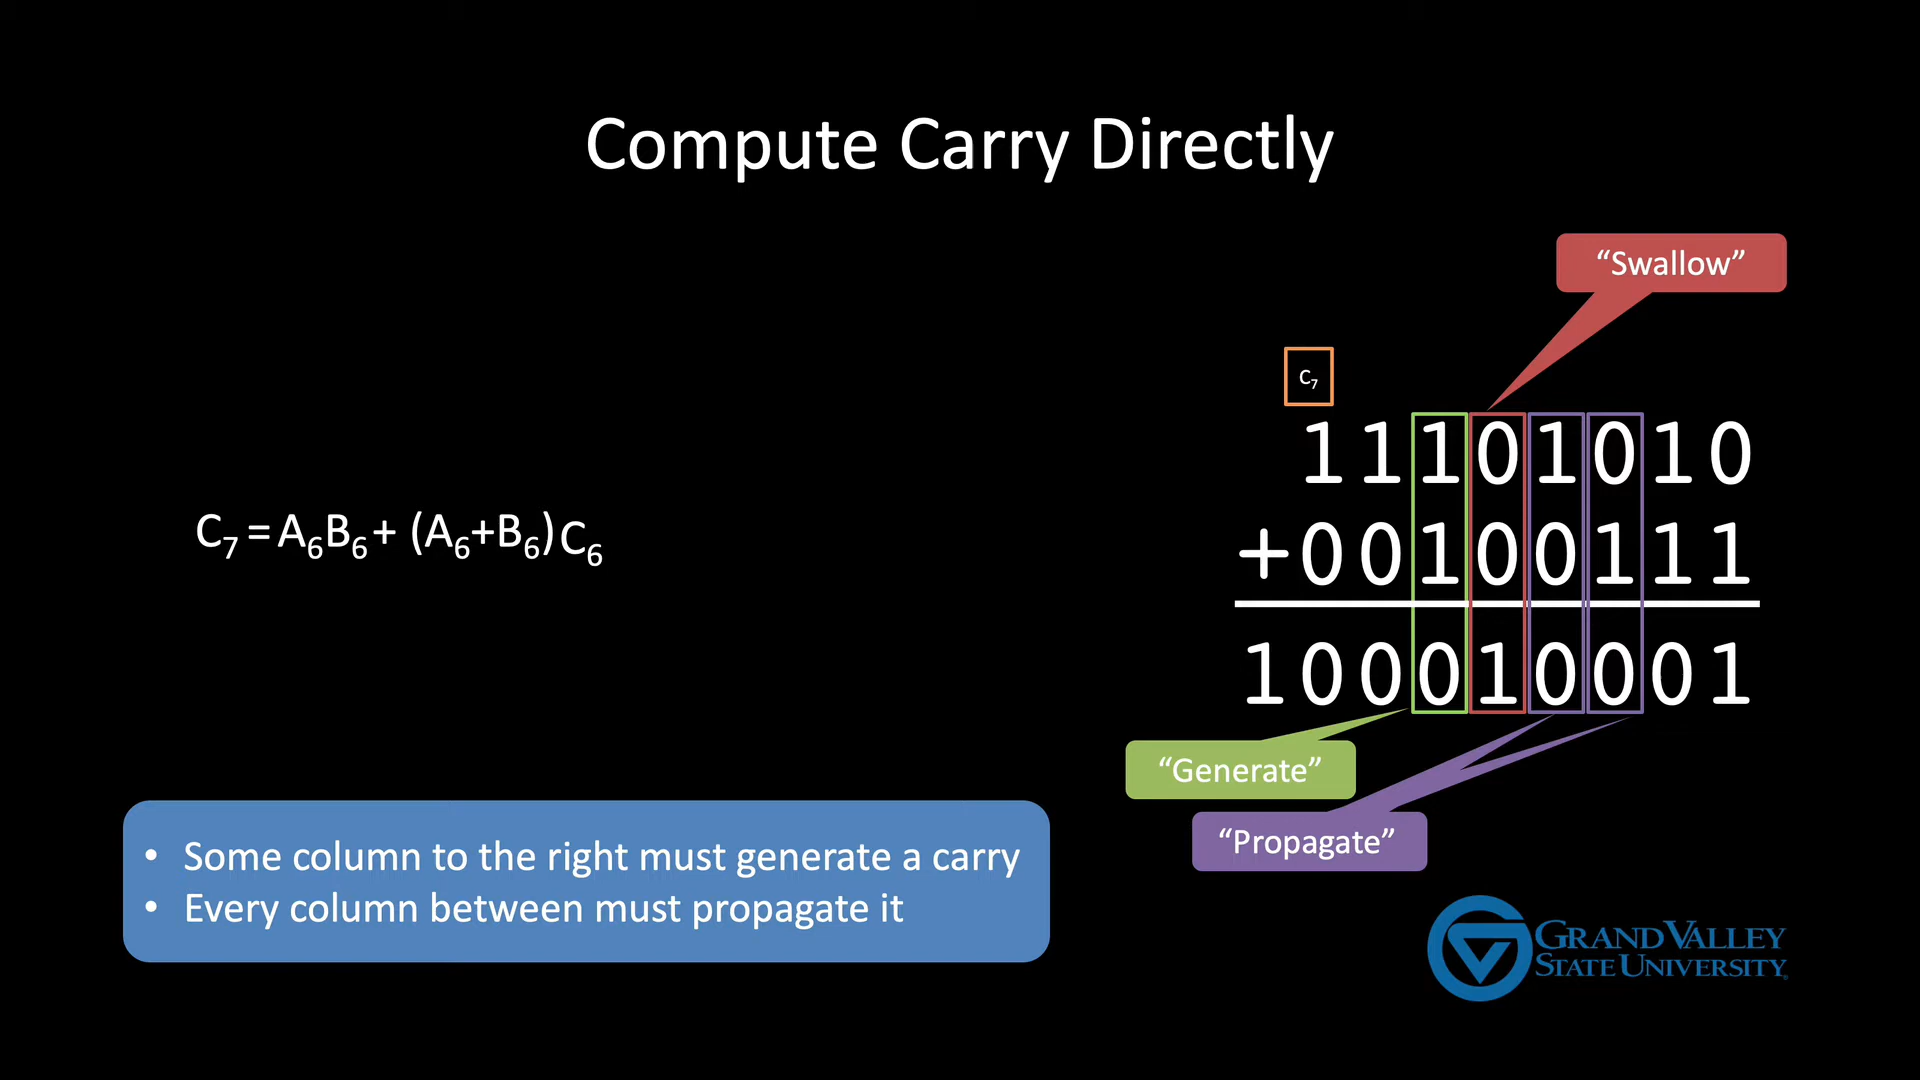 Compute Carry Directly
“Swallow”
C₇
11101010
+00100111
100010001
C₇ = A₆B₆ + (A₆+B₆)C₆
“Generate”
“Propagate”
• Some column to the right must generate a carry
• Every column between must propagate it
GRAND VALLEY
STATE UNIVERSITY